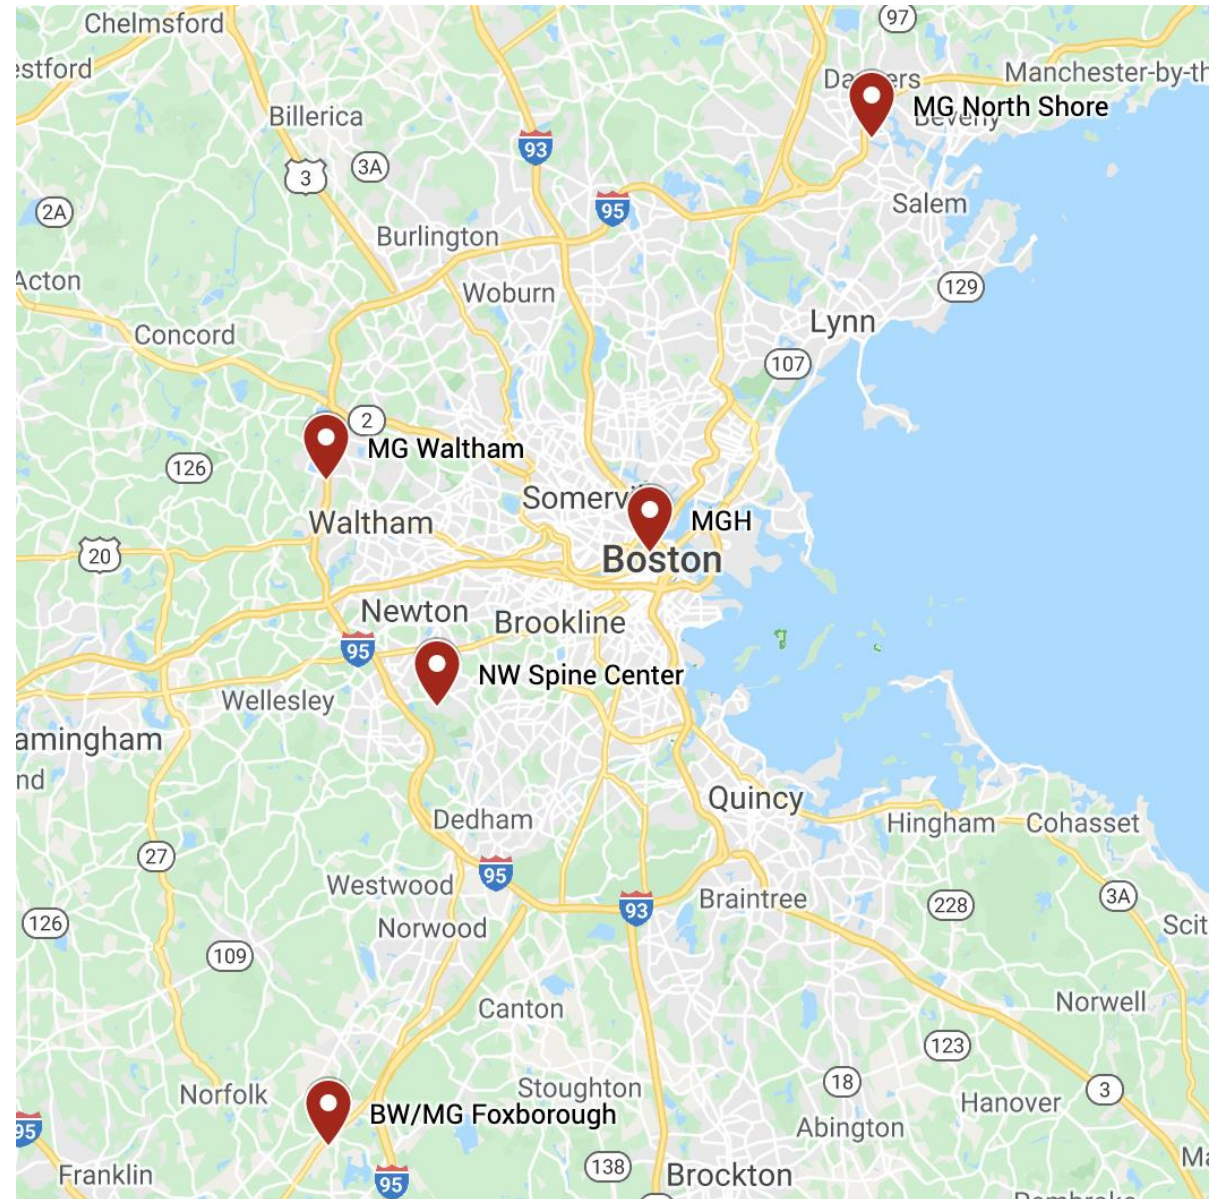 Chelmsford
97
estford
Manchester-by-th
MG North Shore
Billerica
3A
3
93
2A
95
Salem
Burlington
Acton
Woburn
129
Lynn
Concord
107
2
MG Waltham
126
Somervi
MGH
Waltham
20
Boston
Newton
Brookline
95
NW Spine Center
Wellesley
amingham
nd
Quincy
Dedham
Hingham
Cohasset
27
95
Westwood
Braintree
3A
228
93
126
Norwood
Scit
109
Canton
Norwell
123
Stoughton
18
3
Norfolk
Hanover
BW/MG Foxborough
Abington
95
138
Franklin
Brockton
95